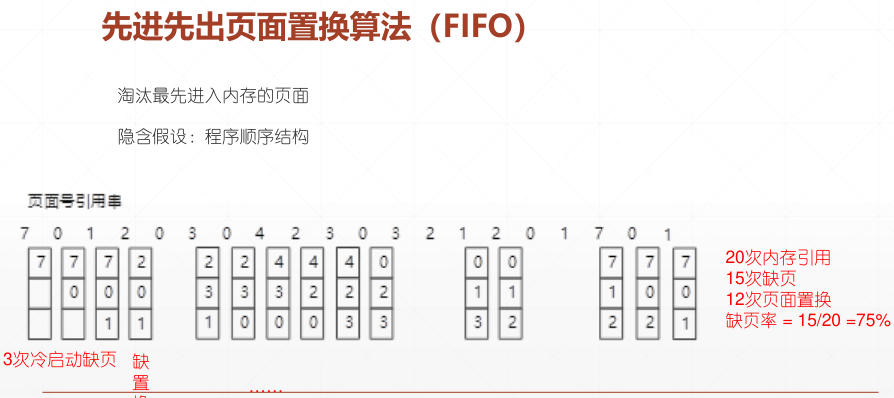 先进先出页面置换算法（FIFO）
淘汰最先进入内存的页面
隐含假设：程序顺序结构
页面号引用串
7 0 1 2 0 3 0 4 2 3 0 3 2 1 2 0 1 7 0 1
7 7 7 2 2 2 4 4 4 0 0 0 7 7 7
0 0 0 3 3 3 2 2 2 1 1 1 0 0
1 1 1 0 0 0 3 3 3 2 2 2 1
20次内存引用
15次缺页
12次页面置换
缺页率 = 15/20 =75%
3次冷启动缺页
缺
置
……